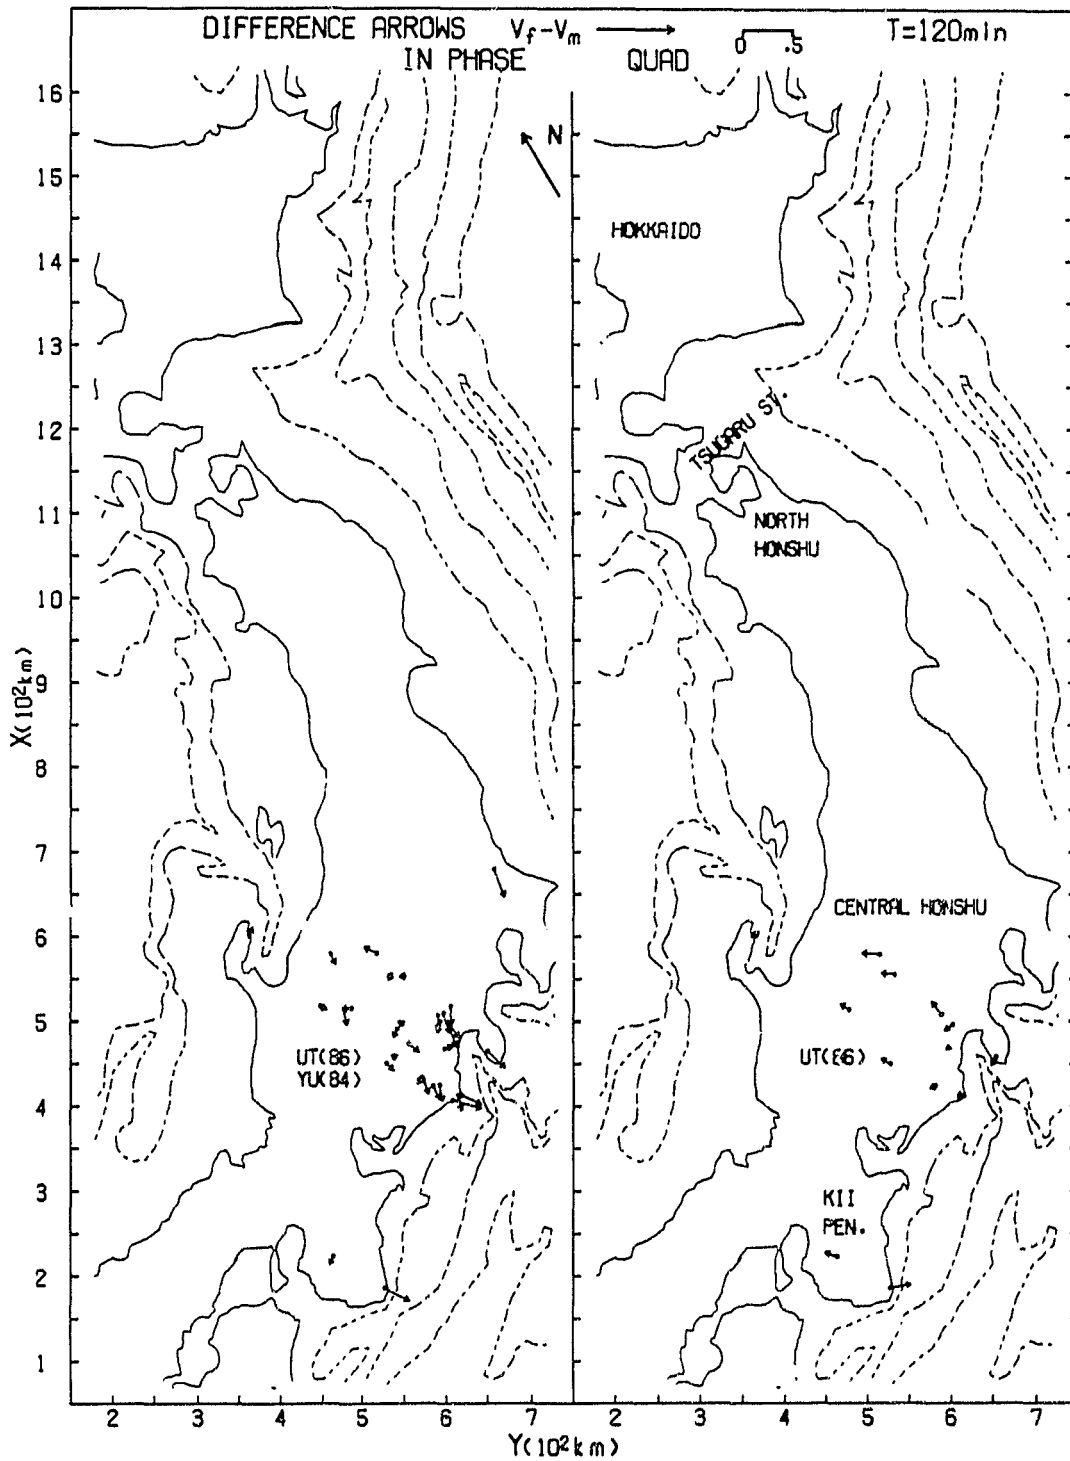 DIFFERENCE ARROWS Vf-Vm T=120min
0 .5
IN PHASE QUAD
N
HOKKAIDO
TSUGARU ST.
NORTH
HONSHU
CENTRAL HONSHU
UT(86)
YU(84)
UT(86)
KII
PEN.
X(10²km)
16
15
14
13
12
11
10
9
8
7
6
5
4
3
2
1
2 3 4 5 6 7 2 3 4 5 6 7
Y(10²km)